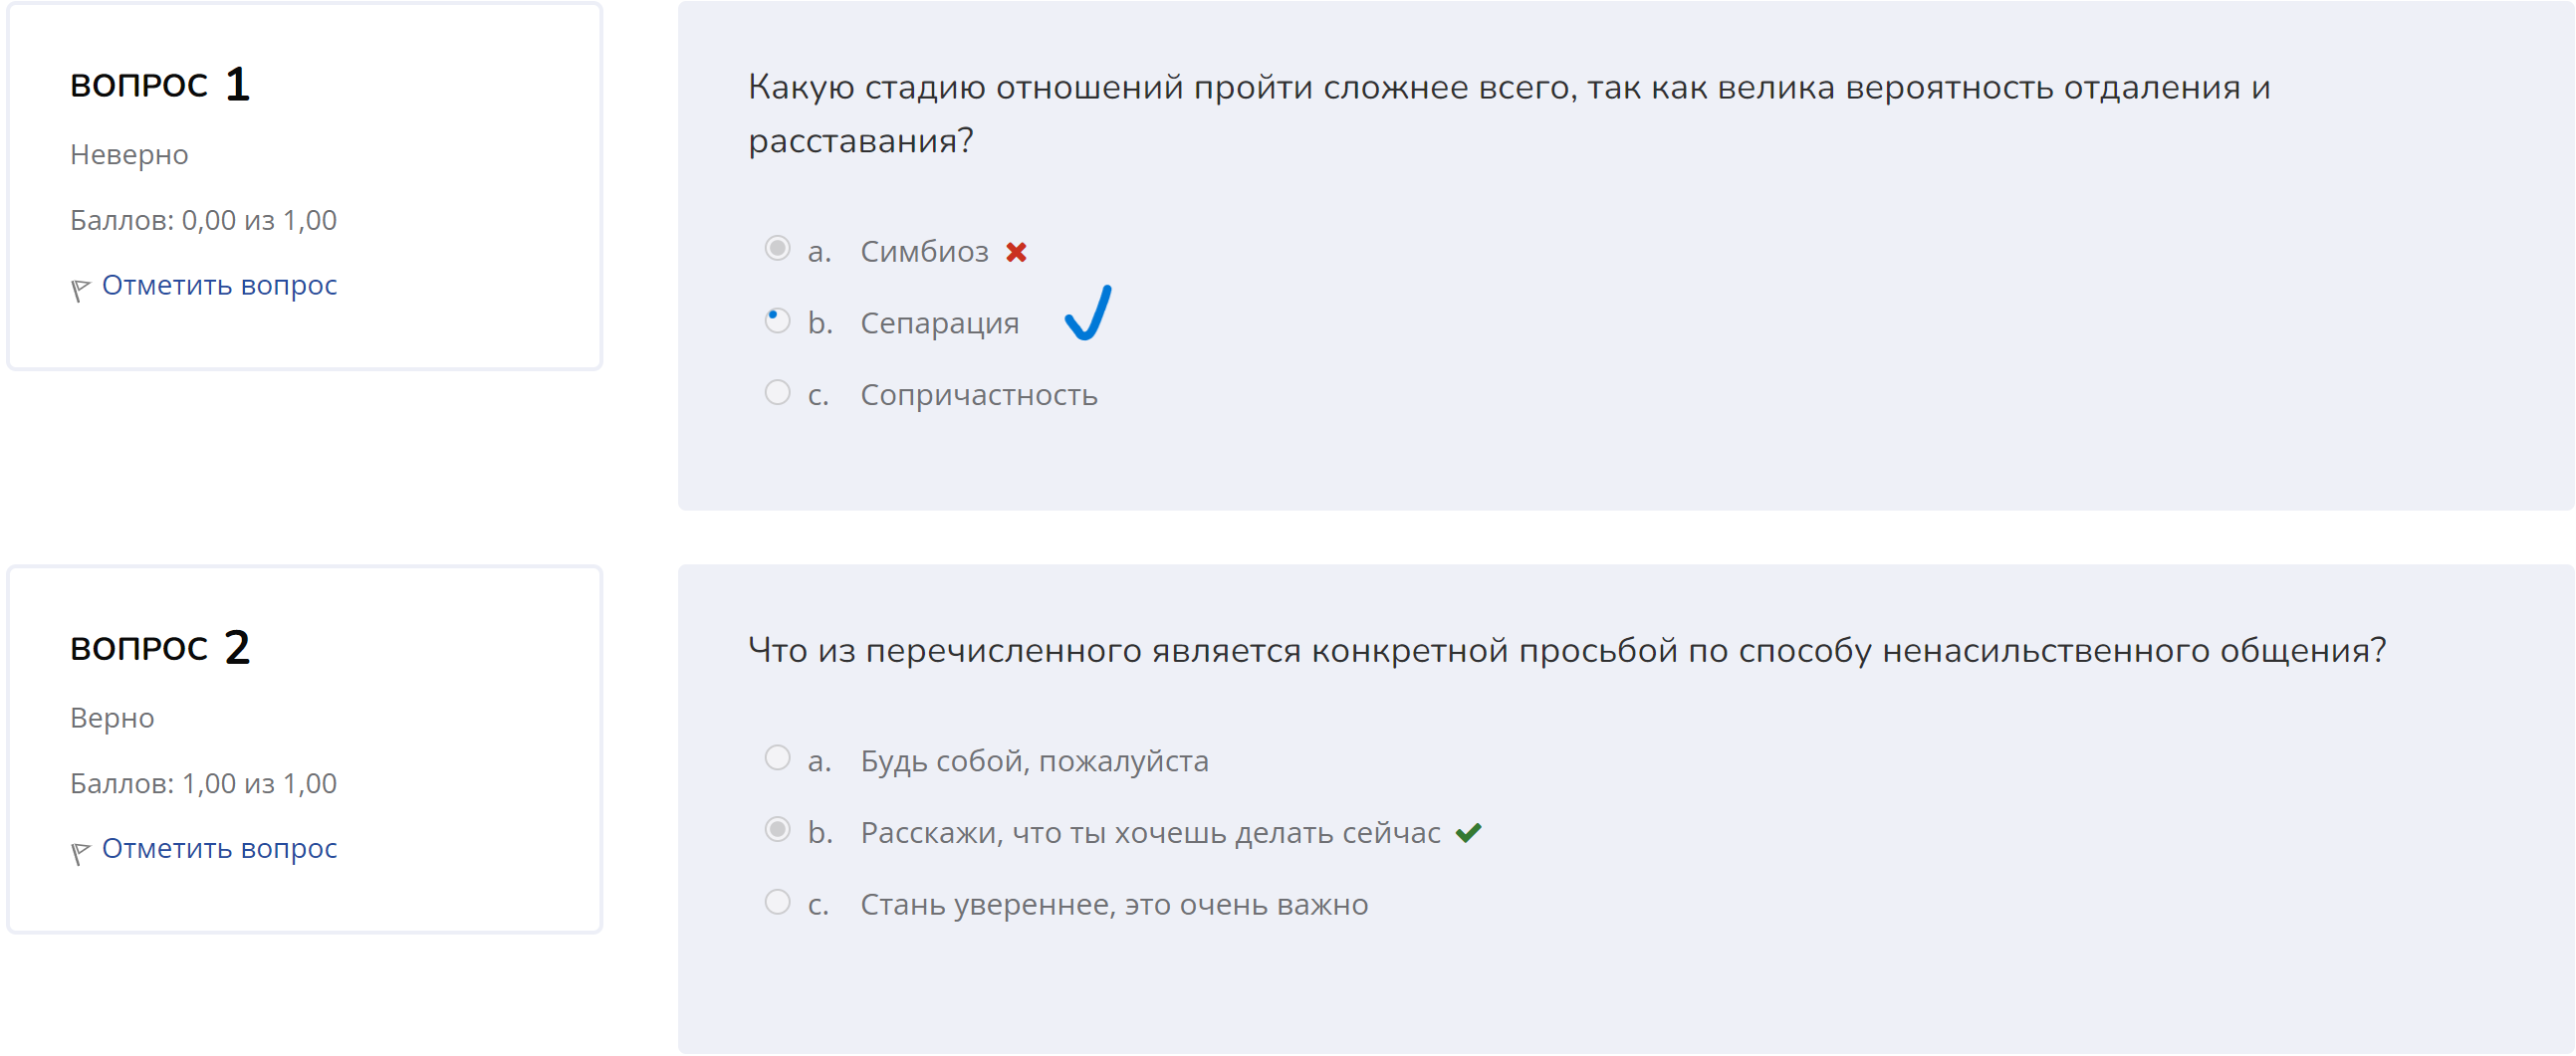 ВОПРОС 1
Неверно
Баллов: 0,00 из 1,00
Отметить вопрос
Какую стадию отношений пройти сложнее всего, так как велика вероятность отдаления и
расставания?
a. Симбиоз
b. Сепарация
c. Сопричастность
ВОПРОС 2
Верно
Баллов: 1,00 из 1,00
Отметить вопрос
Что из перечисленного является конкретной просьбой по способу ненасильственного общения?
a. Будь собой, пожалуйста
b. Расскажи, что ты хочешь делать сейчас
c. Стань увереннее, это очень важно